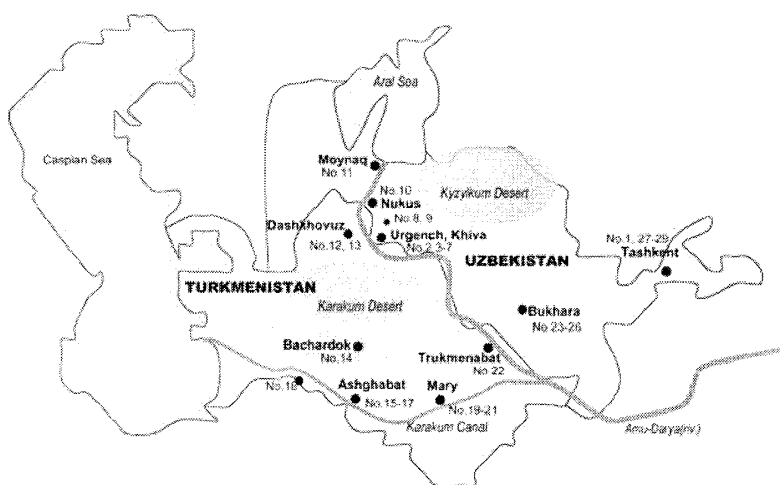 Aral Sea
Caspian Sea
Moynaq
No.11
Kyzylkum Desert
No.10
Nukus
No.8, 9
Dashkhovuz
No.12, 13
Urgench, Khiva
No.2,3-7
No.1, 27-29
Tashkent
UZBEKISTAN
TURKMENISTAN
Karakum Desert
Bukhara
No 23-26
Bachardok
No.14
Trukmenabat
No 22
No.18
Ashghabat
No.15-17
Mary
No.19-21
Karakum Canal
Amu-Darya(riv.)